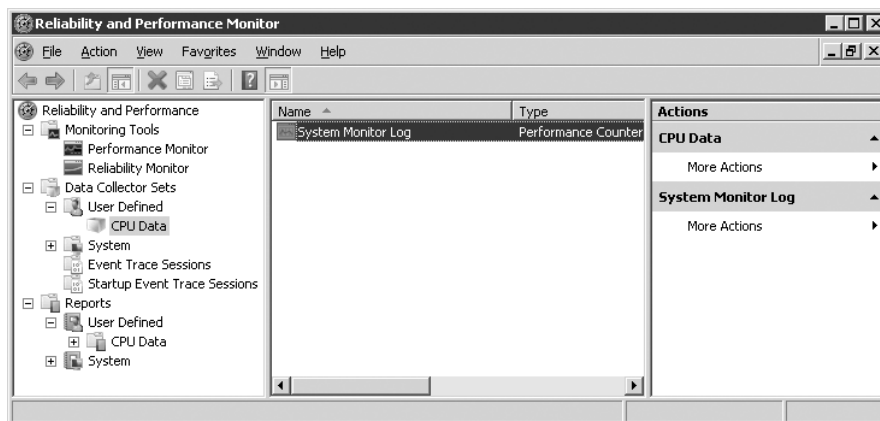 Reliability and Performance Monitor
File Action View Favorites Window Help
Reliability and Performance
Monitoring Tools
Performance Monitor
Reliability Monitor
Data Collector Sets
User Defined
CPU Data
System
Event Trace Sessions
Startup Event Trace Sessions
Reports
User Defined
CPU Data
System
Name Type
System Monitor Log Performance Counter
Actions
CPU Data
More Actions
System Monitor Log
More Actions